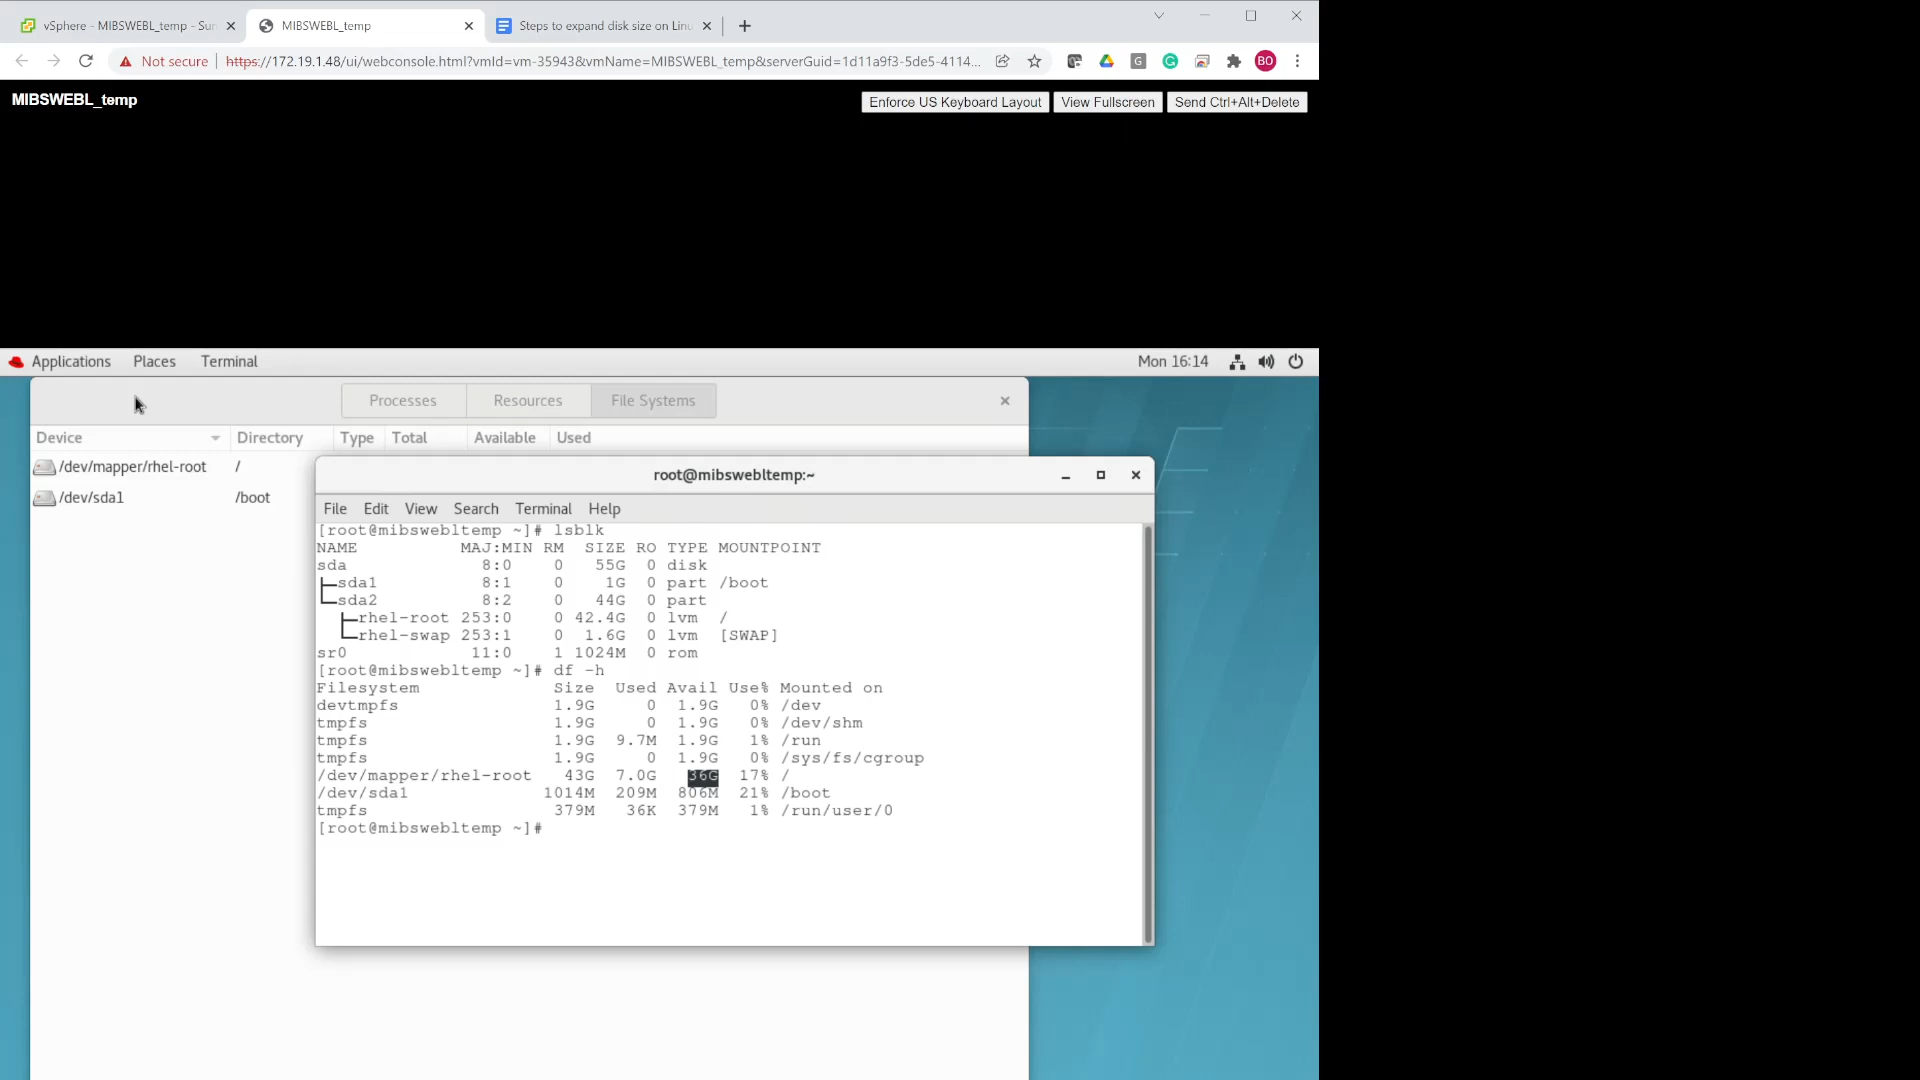 vSphere - MIBSWEBL_temp - Sun
MIBSWEBL_temp
Steps to expand disk size on Linu
Not secure
https://172.19.1.48/ui/webconsole.html?vmId=vm-35943&vmName=MIBSWEBL_temp&serverGuid=1d11a9f3-5de5-4114...
BO
MIBSWEBL_temp
Enforce US Keyboard Layout
View Fullscreen
Send Ctrl+Alt+Delete
Applications Places Terminal
Mon 16:14
Processes Resources File Systems
Device Directory Type Total Available Used
/dev/mapper/rhel-root /
/dev/sda1 /boot
root@mibswebltemp:~
File Edit View Search Terminal Help
[root@mibswebltemp ~]# lsblk
NAME MAJ:MIN RM SIZE RO TYPE MOUNTPOINT
sda 8:0 0 55G 0 disk
├─sda1 8:1 0 1G 0 part /boot
└─sda2 8:2 0 44G 0 part
├─rhel-root 253:0 0 42.4G 0 lvm /
└─rhel-swap 253:1 0 1.6G 0 lvm [SWAP]
sr0 11:0 1 1024M 0 rom
[root@mibswebltemp ~]# df -h
Filesystem Size Used Avail Use% Mounted on
devtmpfs 1.9G 0 1.9G 0% /dev
tmpfs 1.9G 0 1.9G 0% /dev/shm
tmpfs 1.9G 9.7M 1.9G 1% /run
tmpfs 1.9G 0 1.9G 0% /sys/fs/cgroup
/dev/mapper/rhel-root 43G 7.0G 36G 17% /
/dev/sda1 1014M 209M 806M 21% /boot
tmpfs 379M 36K 379M 1% /run/user/0
[root@mibswebltemp ~]#